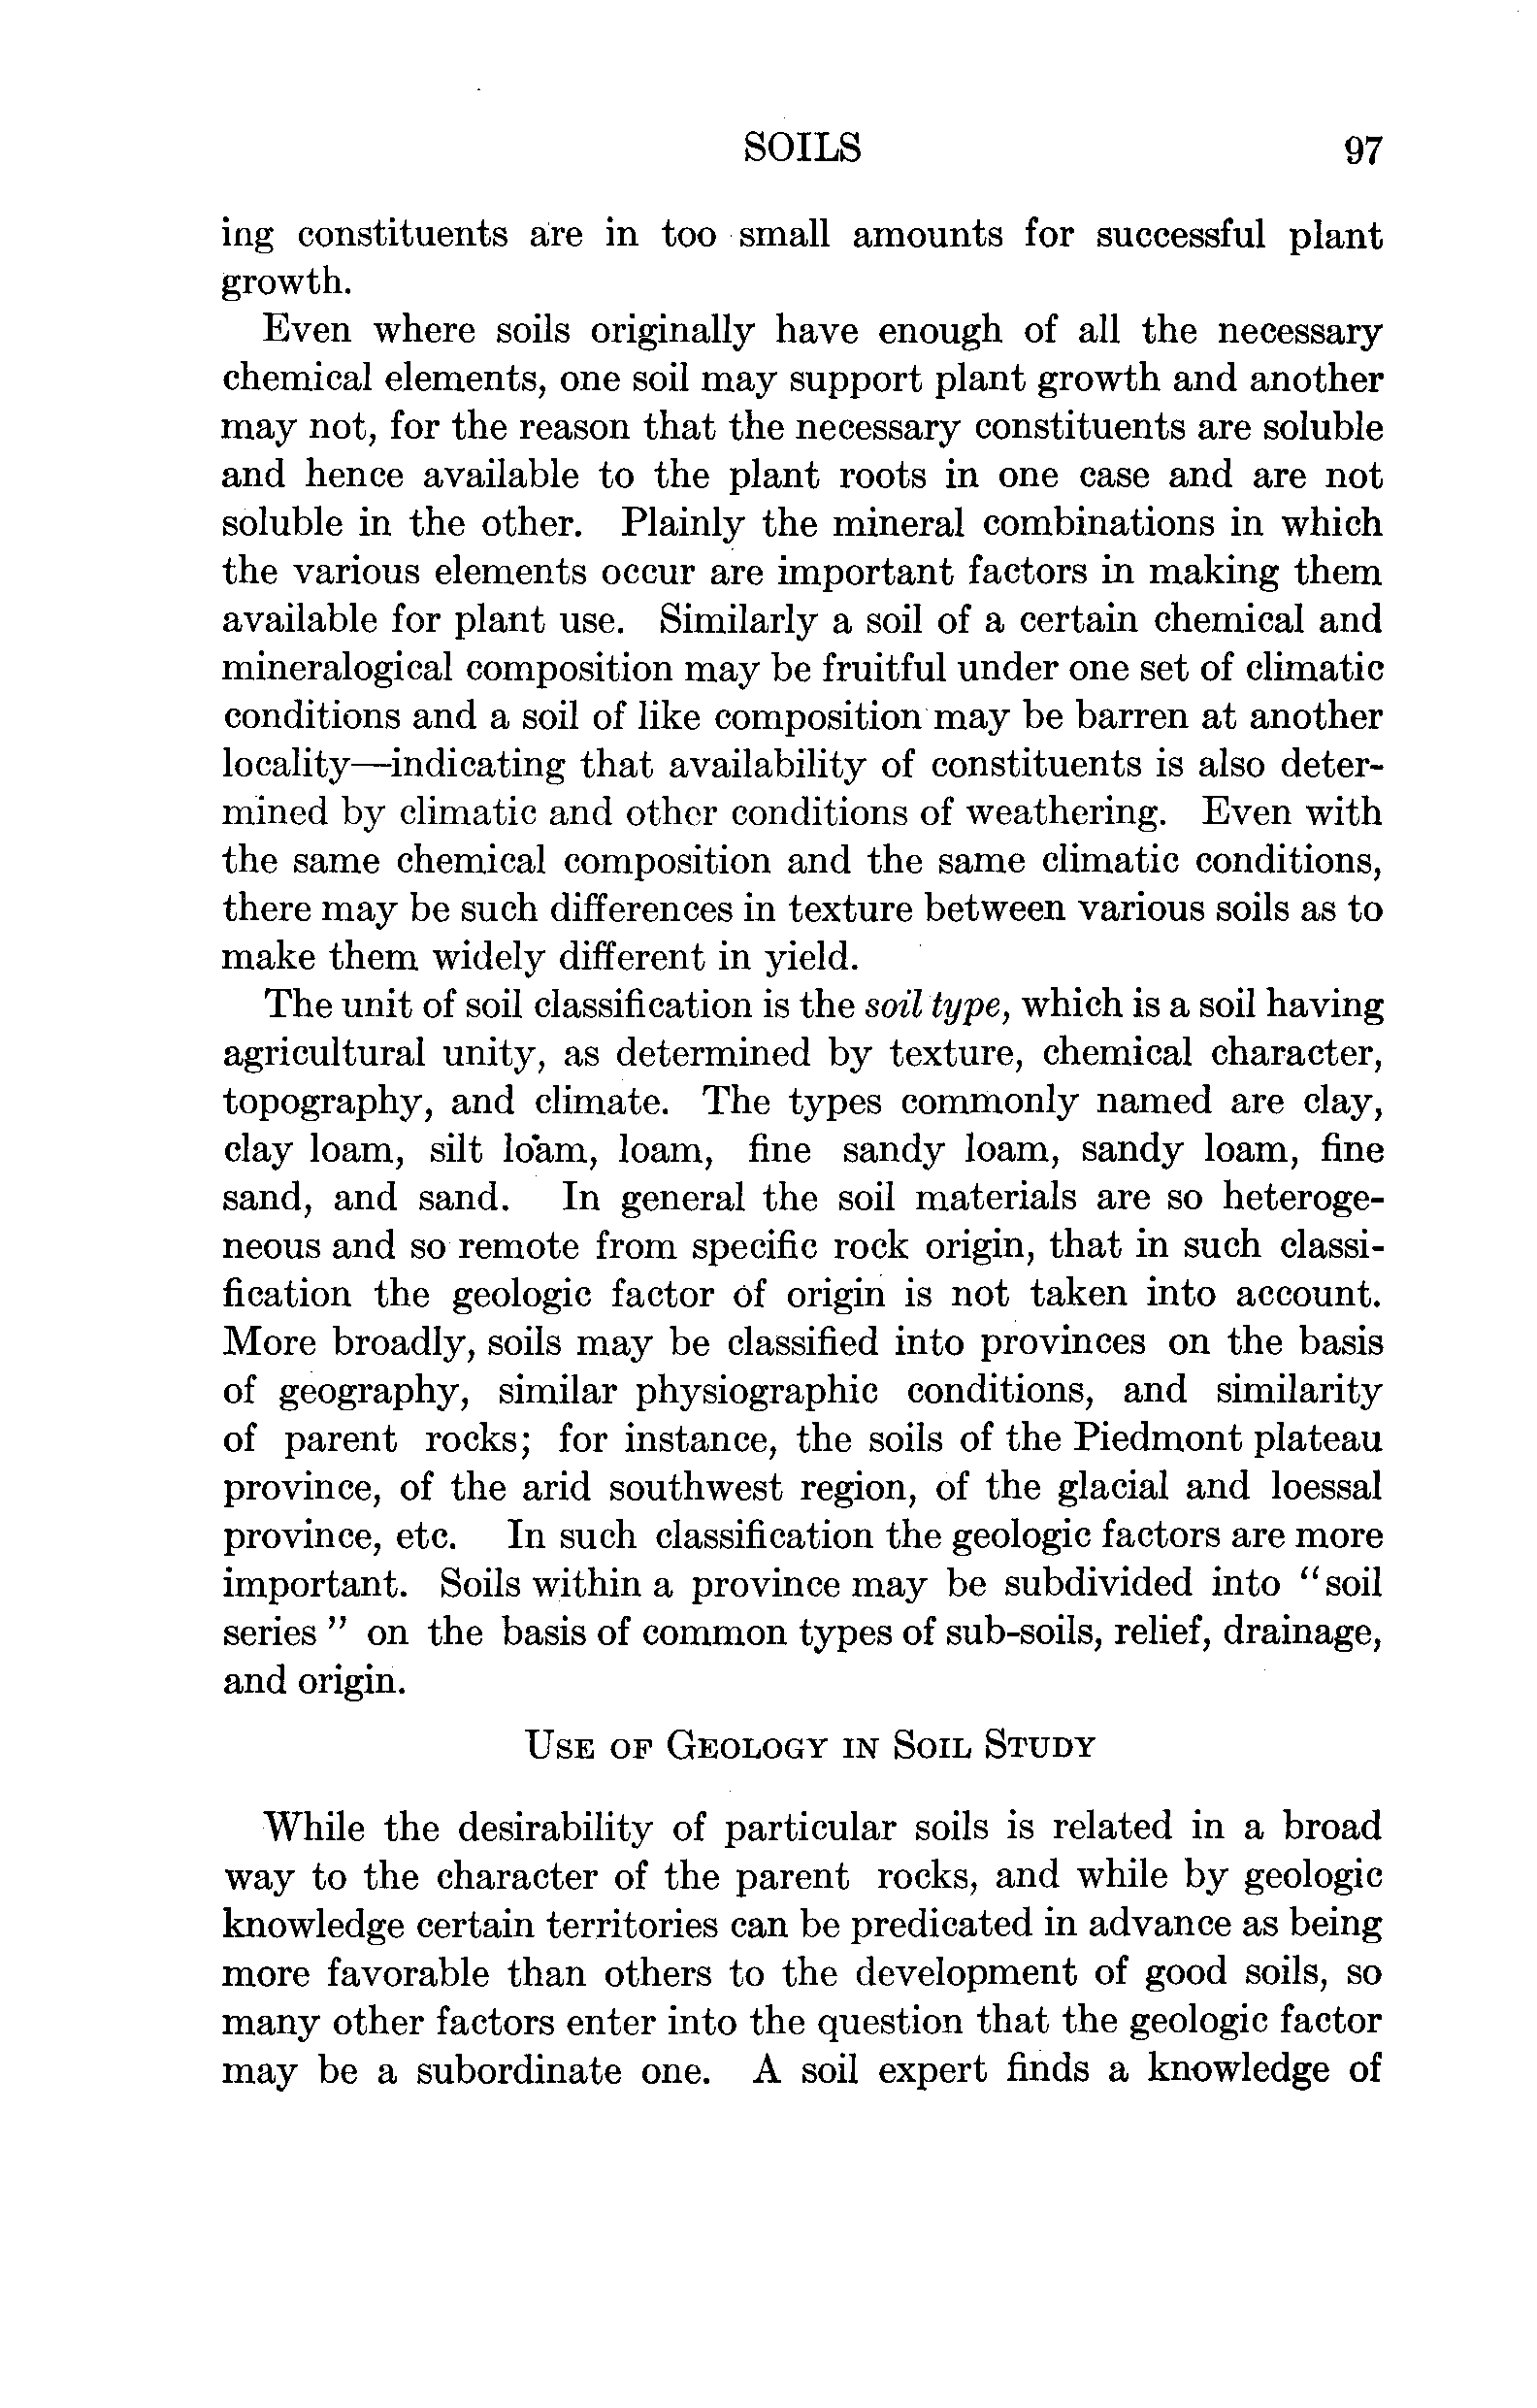 SOILS 97
ing constituents are in too small amounts for successful plant
growth.
Even where soils originally have enough of all the necessary
chemical elements, one soil may support plant growth and another
may not, for the reason that the necessary constituents are soluble
and hence available to the plant roots in one case and are not
soluble in the other. Plainly the mineral combinations in which
the various elements occur are important factors in making them
available for plant use. Similarly a soil of a certain chemical and
mineralogical composition may be fruitful under one set of climatic
conditions and a soil of like composition may be barren at another
locality—indicating that availability of constituents is also deter-
mined by climatic and other conditions of weathering. Even with
the same chemical composition and the same climatic conditions,
there may be such differences in texture between various soils as to
make them widely different in yield.
The unit of soil classification is the soil type, which is a soil having
agricultural unity, as determined by texture, chemical character,
topography, and climate. The types commonly named are clay,
clay loam, silt loam, loam, fine sandy loam, sandy loam, fine
sand, and sand. In general the soil materials are so heteroge-
neous and so remote from specific rock origin, that in such classi-
fication the geologic factor of origin is not taken into account.
More broadly, soils may be classified into provinces on the basis
of geography, similar physiographic conditions, and similarity
of parent rocks; for instance, the soils of the Piedmont plateau
province, of the arid southwest region, of the glacial and loessal
province, etc. In such classification the geologic factors are more
important. Soils within a province may be subdivided into "soil
series " on the basis of common types of sub-soils, relief, drainage,
and origin.
USE OF GEOLOGY IN SOIL STUDY
While the desirability of particular soils is related in a broad
way to the character of the parent rocks, and while by geologic
knowledge certain territories can be predicated in advance as being
more favorable than others to the development of good soils, so
many other factors enter into the question that the geologic factor
may be a subordinate one. A soil expert finds a knowledge of